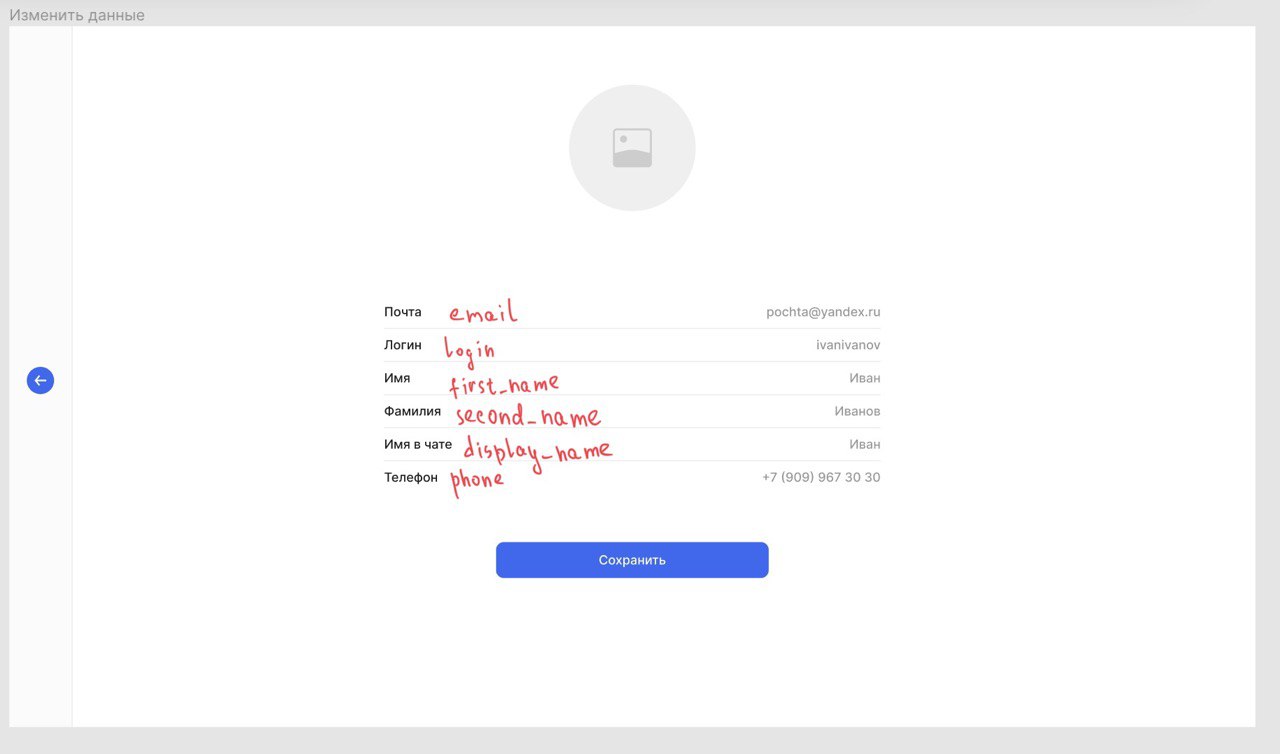 Изменить данные
Почта email pochta@yandex.ru
Логин login ivanivanov
Имя first_name Иван
Фамилия second_name Иванов
Имя в чате display_name Иван
Телефон phone +7 (909) 967 30 30
Сохранить